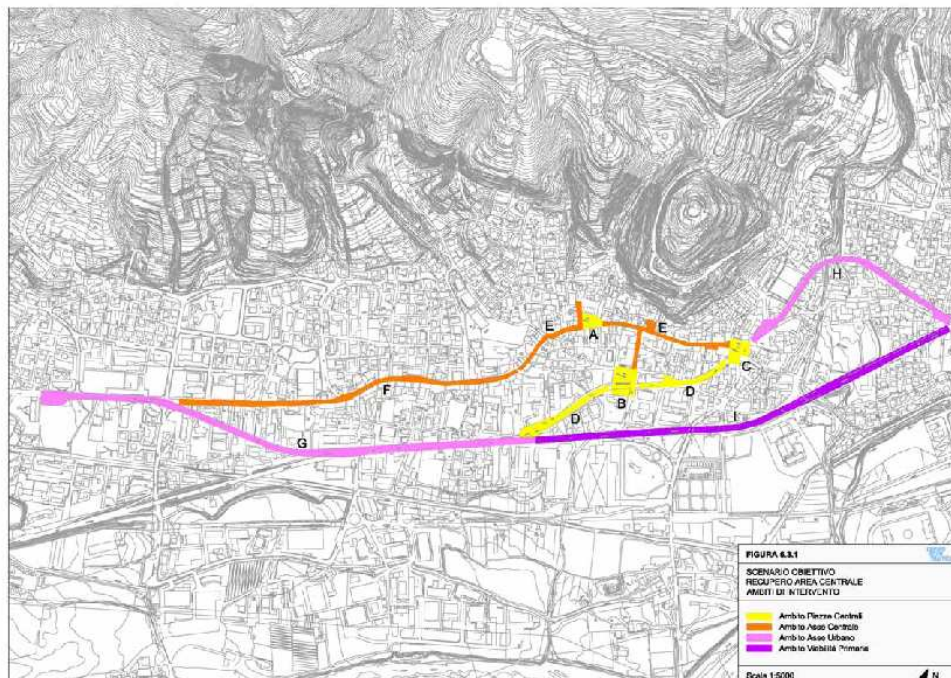 H
E
A
E
C
F
D
B
D
I
G
FIGURA 6.3.1
SCENARIO OBIETTIVO
RECUPERO AREA CENTRALE
AMBITI DI INTERVENTO
Ambito Piazze Centrali
Ambito Asse Centrale
Ambito Asse Urbano
Ambito Viabilità Primaria
Scala 1:5000
N